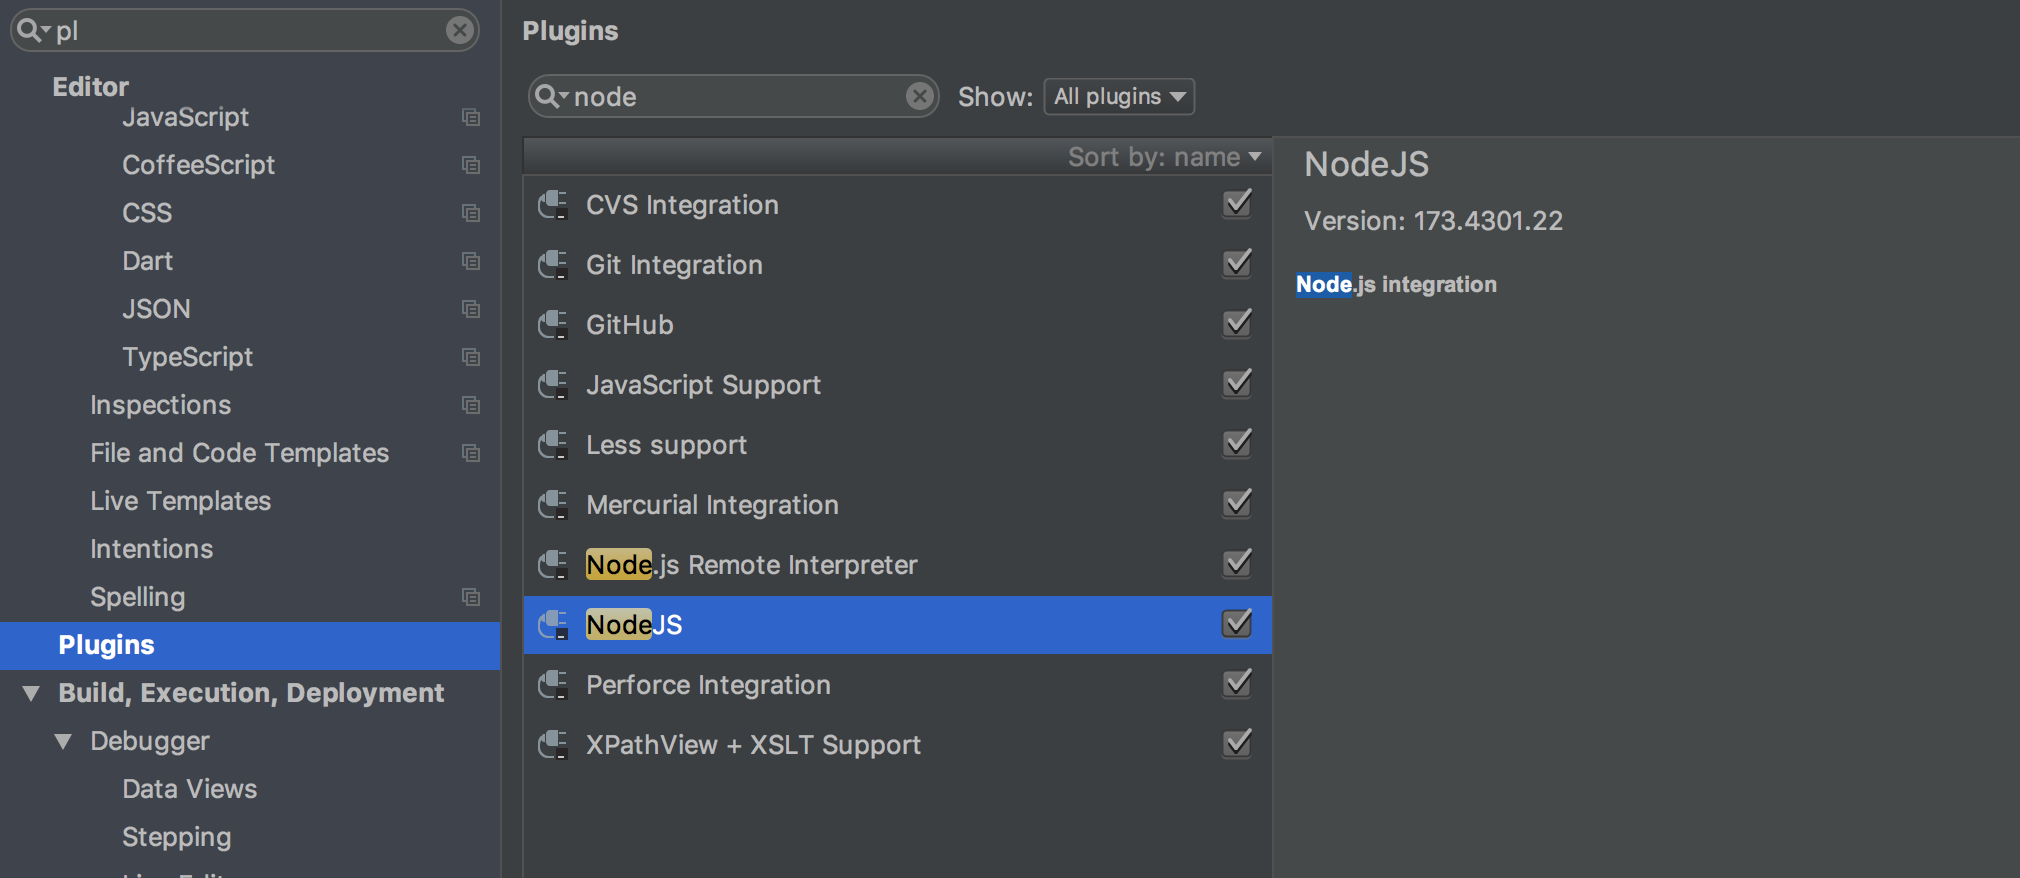 pl
Editor
JavaScript
CoffeeScript
CSS
Dart
JSON
TypeScript
Inspections
File and Code Templates
Live Templates
Intentions
Spelling
Plugins
Build, Execution, Deployment
Debugger
Data Views
Stepping
Plugins
node
Show: All plugins
Sort by: name
CVS Integration
Git Integration
GitHub
JavaScript Support
Less support
Mercurial Integration
Node.js Remote Interpreter
NodeJS
Perforce Integration
XPathView + XSLT Support
NodeJS
Version: 173.4301.22
Node.js integration